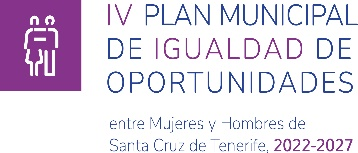 IV PLAN MUNICIPAL
DE IGUALDAD DE
OPORTUNIDADES
entre Mujeres y Hombres de
Santa Cruz de Tenerife, 2022-2027